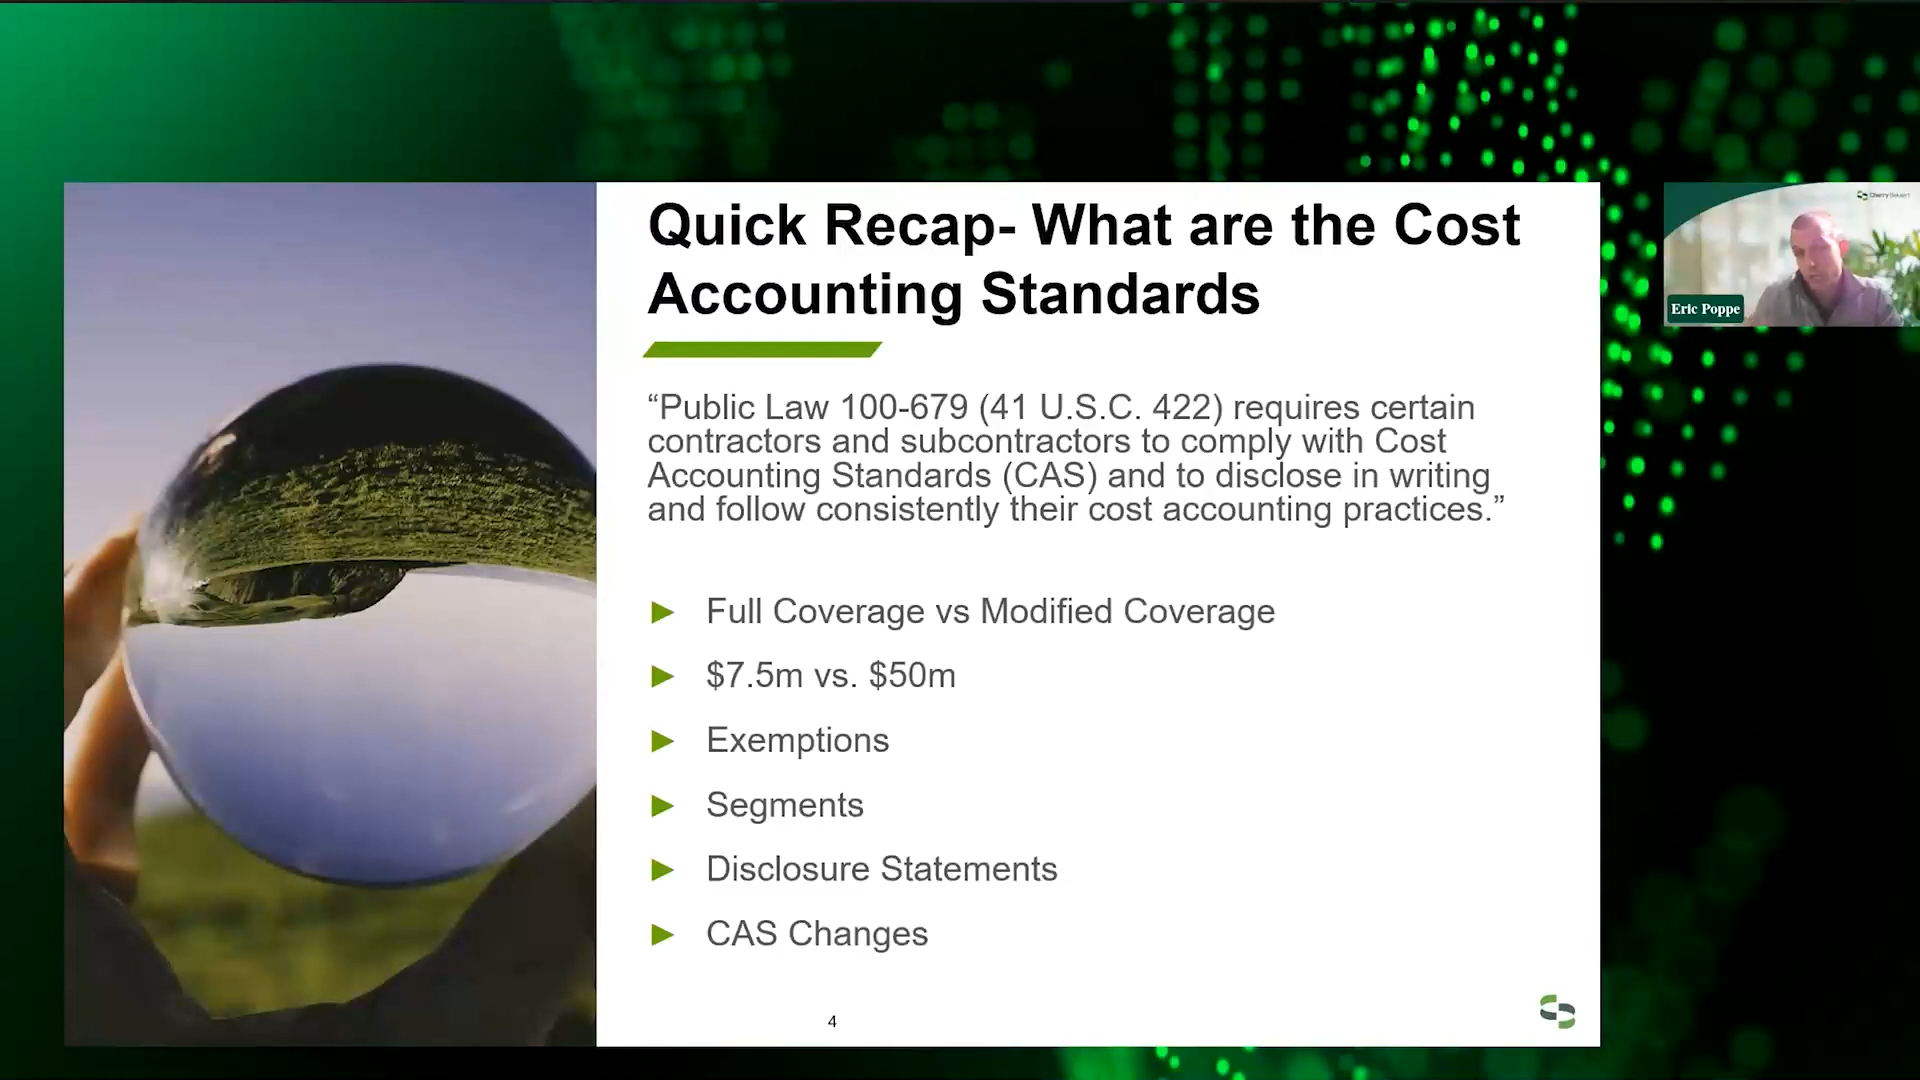 Quick Recap- What are the Cost
Accounting Standards
“Public Law 100-679 (41 U.S.C. 422) requires certain
contractors and subcontractors to comply with Cost
Accounting Standards (CAS) and to disclose in writing
and follow consistently their cost accounting practices.”
► Full Coverage vs Modified Coverage
► $7.5m vs. $50m
► Exemptions
► Segments
► Disclosure Statements
► CAS Changes
4
CherryBekaert
Eric Poppe